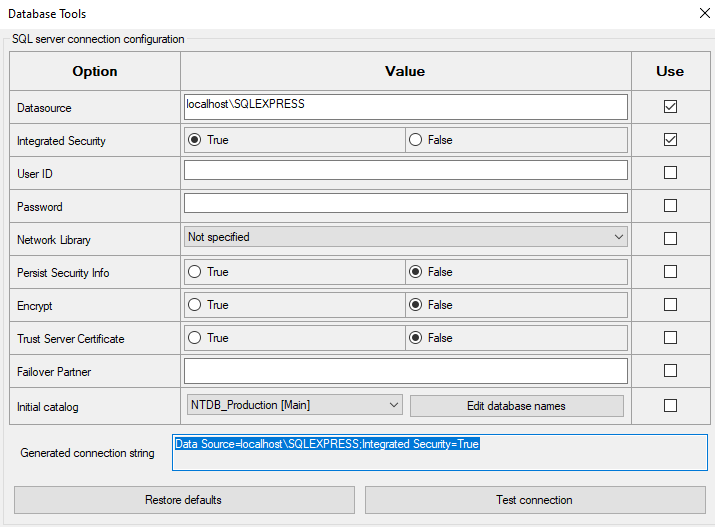 Database Tools
SQL server connection configuration
Option Value Use
Datasource localhost\SQLEXPRESS
Integrated Security True False
User ID
Password
Network Library Not specified
Persist Security Info True False
Encrypt True False
Trust Server Certificate True False
Failover Partner
Initial catalog NTDB_Production [Main] Edit database names
Generated connection string Data Source=localhost\SQLEXPRESS;Integrated Security=True
Restore defaults Test connection